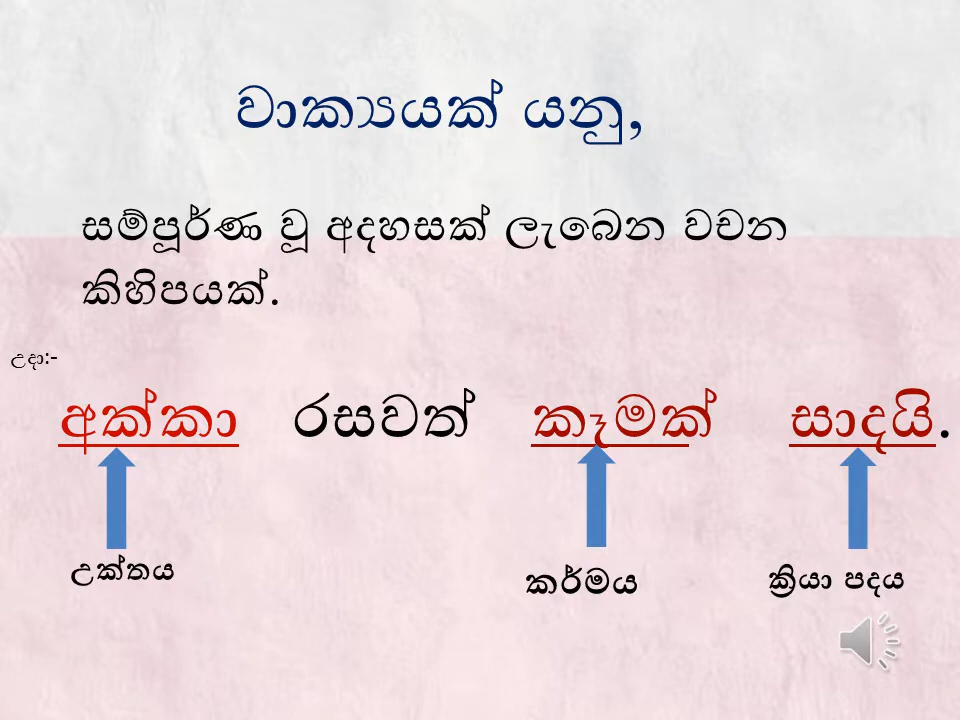 වාක්‍යයක් යනු,
සම්පූර්ණ වූ අදහසක් ලැබෙන වචන
කිහිපයක්.
උදා:-
අක්කා රසවත් කෑමක් සාදයි.
උක්තය කර්මය ක්‍රියා පදය